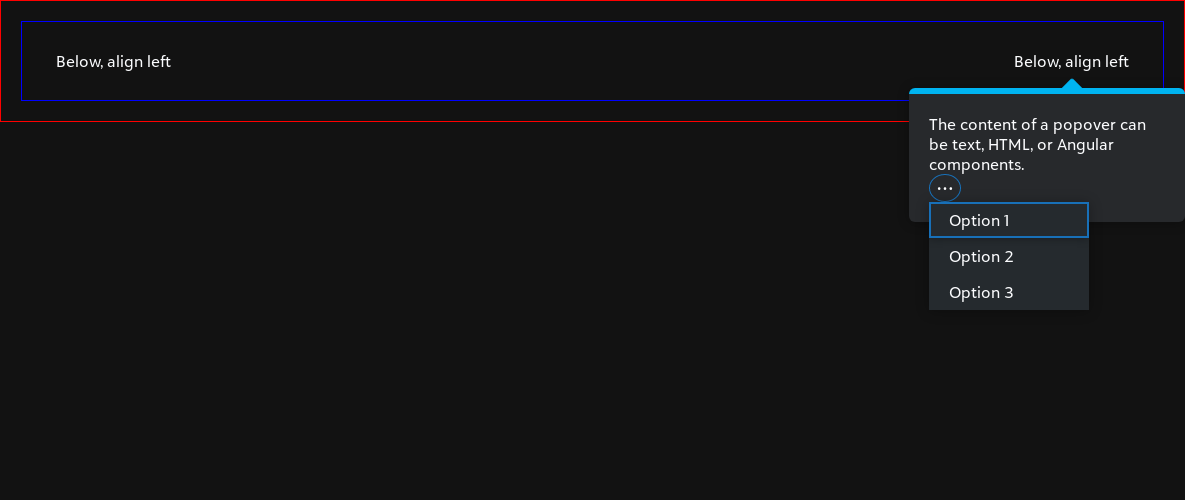 Below, align left
Below, align left
The content of a popover can
be text, HTML, or Angular
components.
Option 1
Option 2
Option 3